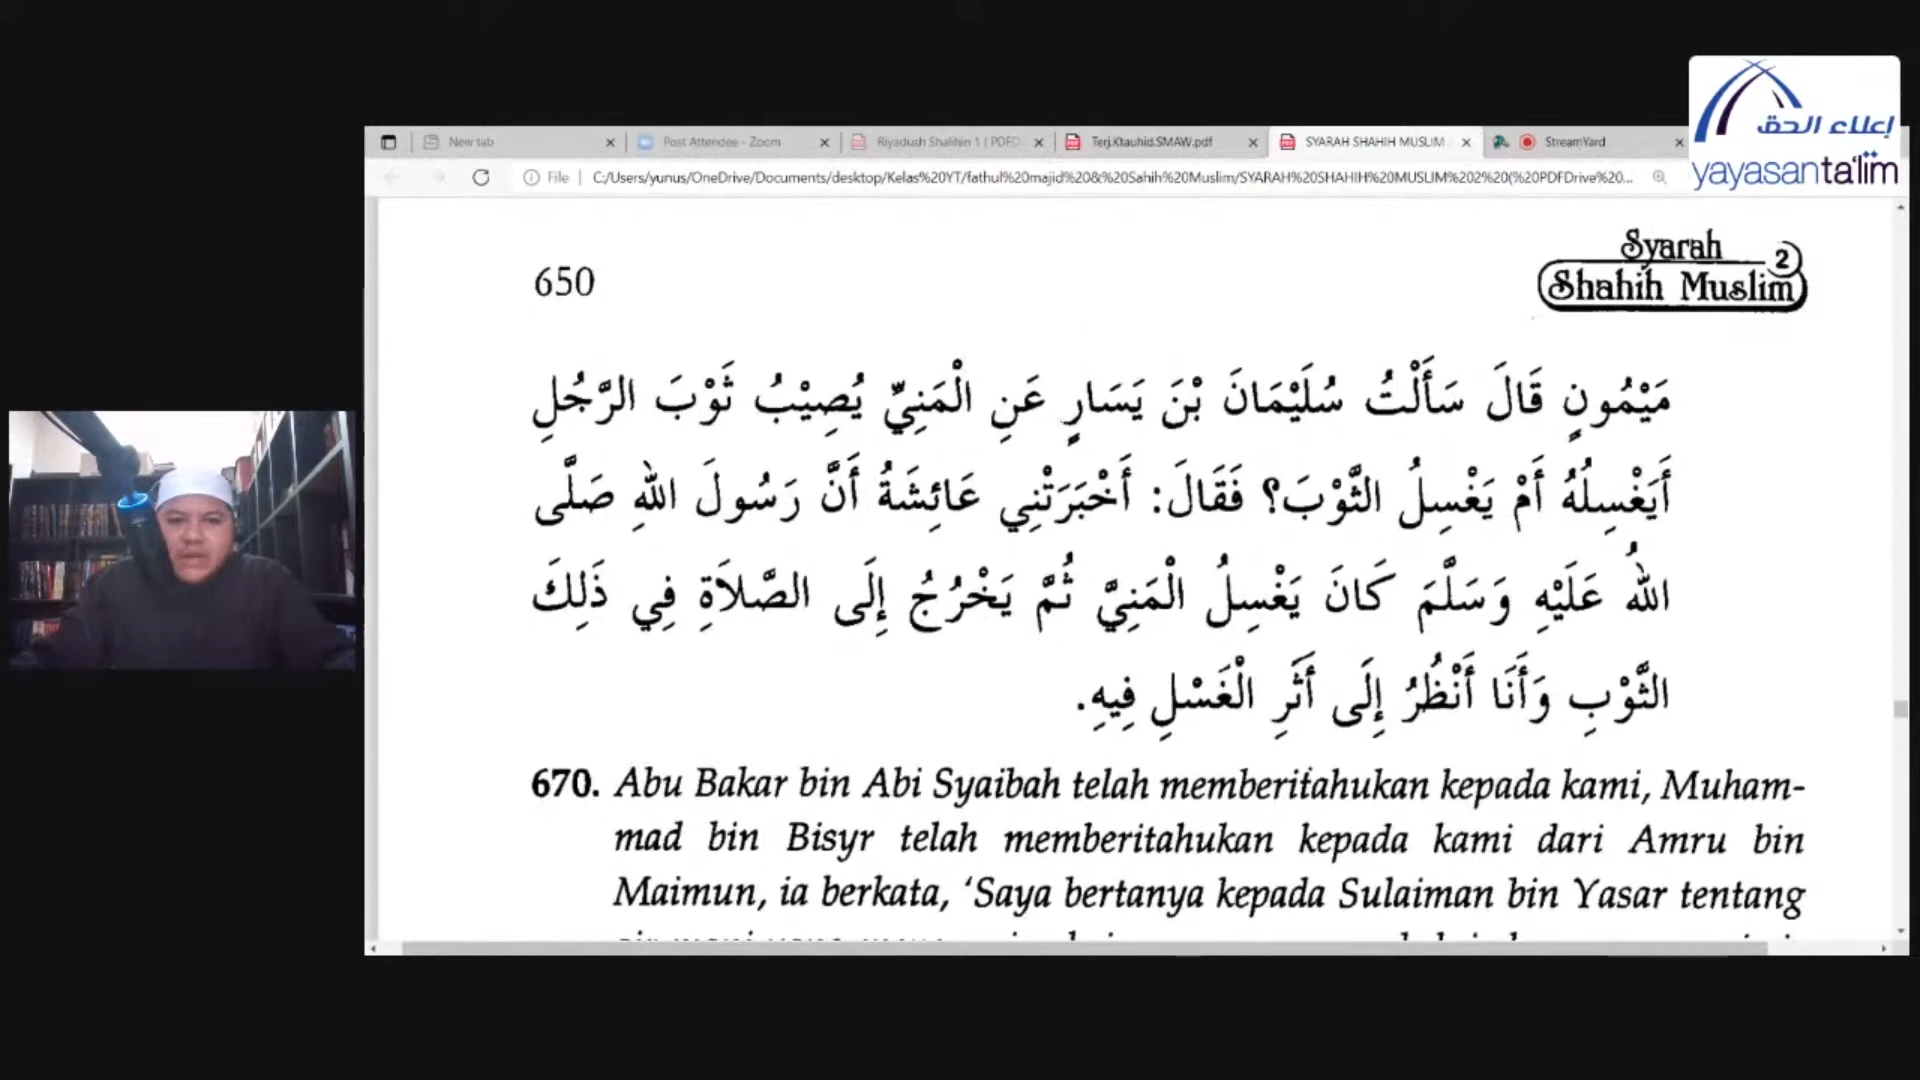 إعلاء الحق
yayasanta'lim
New tab
Post Attendee - Zoom
Riyadush Shalihin 1 ( PDFD
Terj.Ktauhid.SMAW.pdf
SYARAH SHAHIH MUSLIM
StreamYard
File | C:/Users/yunus/OneDrive/Documents/desktop/Kelas%20YT/fathul%20majid%20&%20Sahih%20Muslim/SYARAH%20SHAHIH%20MUSLIM%202%20(%20PDFDrive%20...
650
Syarah 2
Shahih Muslim
مَيْمُونٍ قَالَ سَأَلْتُ سُلَيْمَانَ بْنَ يَسَارٍ عَنِ الْمَنِيِّ يُصِيْبُ ثَوْبَ الرَّجُلِ
أَيَغْسِلُهُ أَمْ يَغْسِلُ الثَّوْبَ؟ فَقَالَ: أَخْبَرَتْنِي عَائِشَةُ أَنَّ رَسُولَ اللهِ صَلَّى
اللهُ عَلَيْهِ وَسَلَّمَ كَانَ يَغْسِلُ الْمَنِيَّ ثُمَّ يَخْرُجُ إِلَى الصَّلاَةِ فِي ذَلِكَ
الثَّوْبِ وَأَنَا أَنْظُرُ إِلَى أَثَرِ الْغَسْلِ فِيهِ.
670. Abu Bakar bin Abi Syaibah telah memberitahukan kepada kami, Muham-
mad bin Bisyr telah memberitahukan kepada kami dari Amru bin
Maimun, ia berkata, ‘Saya bertanya kepada Sulaiman bin Yasar tentang